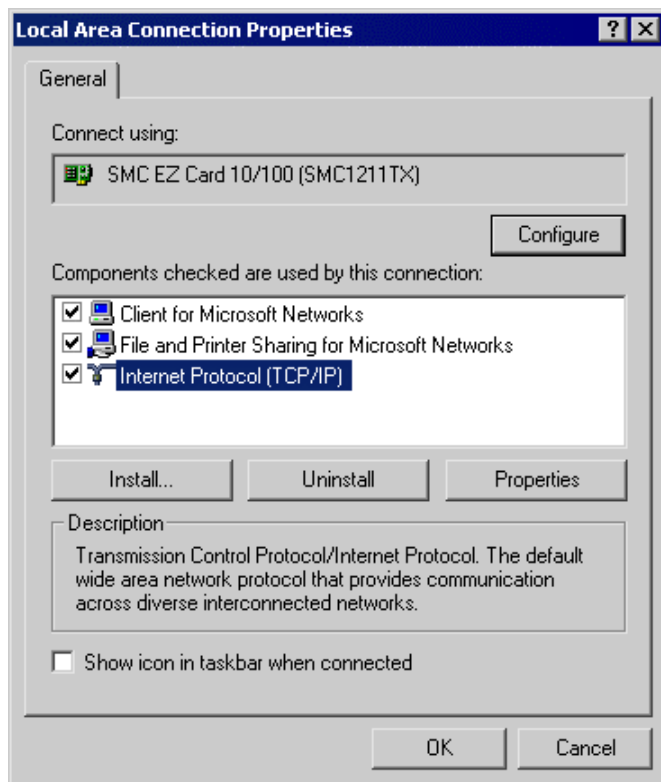 Local Area Connection Properties
General
Connect using:
SMC EZ Card 10/100 (SMC1211TX)
Configure
Components checked are used by this connection:
Client for Microsoft Networks
File and Printer Sharing for Microsoft Networks
Internet Protocol (TCP/IP)
Install... Uninstall Properties
Description
Transmission Control Protocol/Internet Protocol. The default
wide area network protocol that provides communication
across diverse interconnected networks.
Show icon in taskbar when connected
OK Cancel